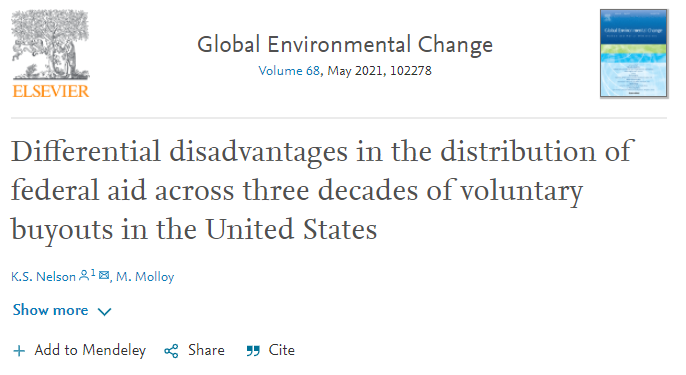 ELSEVIER
Global Environmental Change
Volume 68, May 2021, 102278
Global Environmental Change
Differential disadvantages in the distribution of
federal aid across three decades of voluntary
buyouts in the United States
K.S. Nelson 1, M. Molloy
Show more
Add to Mendeley
Share
Cite